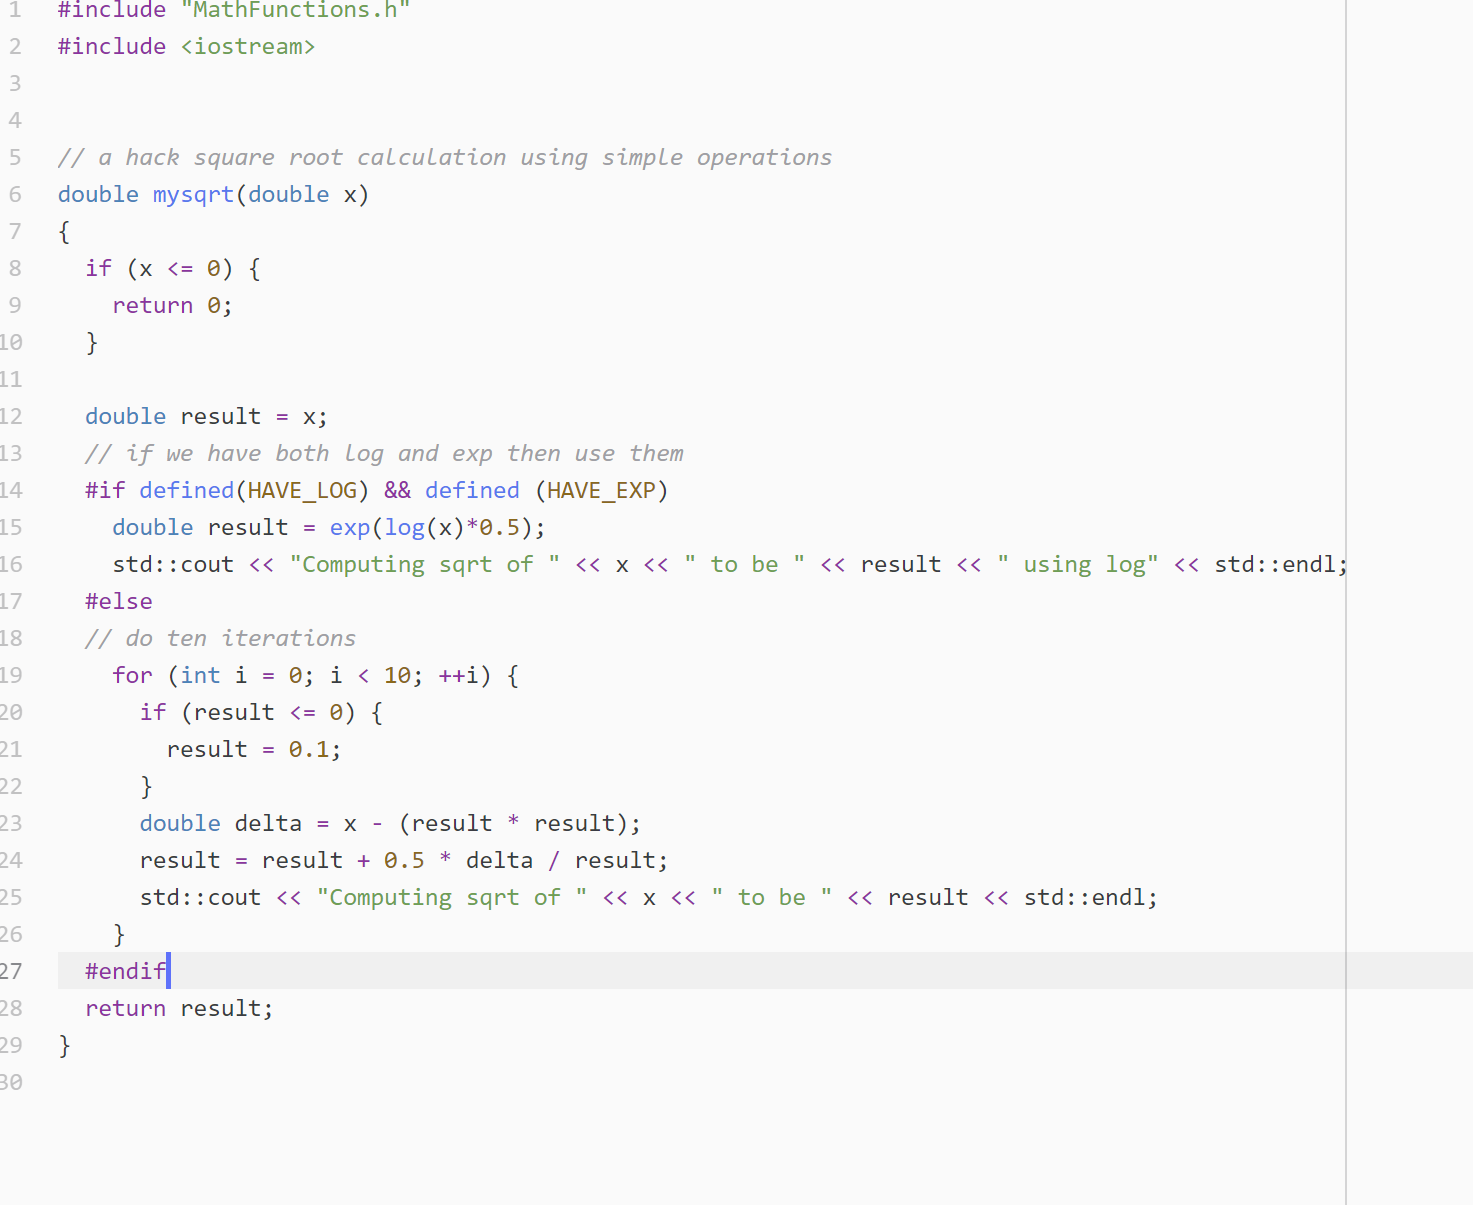 1 #include "MathFunctions.h"
2 #include <iostream>
3
4
5 // a hack square root calculation using simple operations
6 double mysqrt(double x)
7 {
8   if (x <= 0) {
9     return 0;
10   }
11
12   double result = x;
13   // if we have both log and exp then use them
14   #if defined(HAVE_LOG) && defined (HAVE_EXP)
15     double result = exp(log(x)*0.5);
16     std::cout << "Computing sqrt of " << x << " to be " << result << " using log" << std::endl;
17   #else
18   // do ten iterations
19     for (int i = 0; i < 10; ++i) {
20       if (result <= 0) {
21         result = 0.1;
22       }
23       double delta = x - (result * result);
24       result = result + 0.5 * delta / result;
25       std::cout << "Computing sqrt of " << x << " to be " << result << std::endl;
26     }
27   #endif
28   return result;
29 }
30